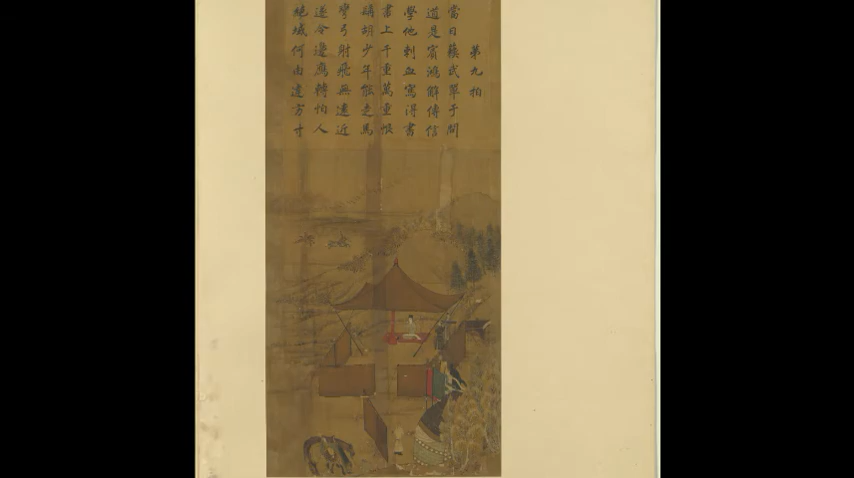 第九拍
當日蘇武單于問
道是賓鴻解傳信
學他刺血寫得書
書上千重萬重恨
髯胡少年能走馬
彎弓射飛無遠近
遂令邊鴈轉怕人
絕域何由達方寸